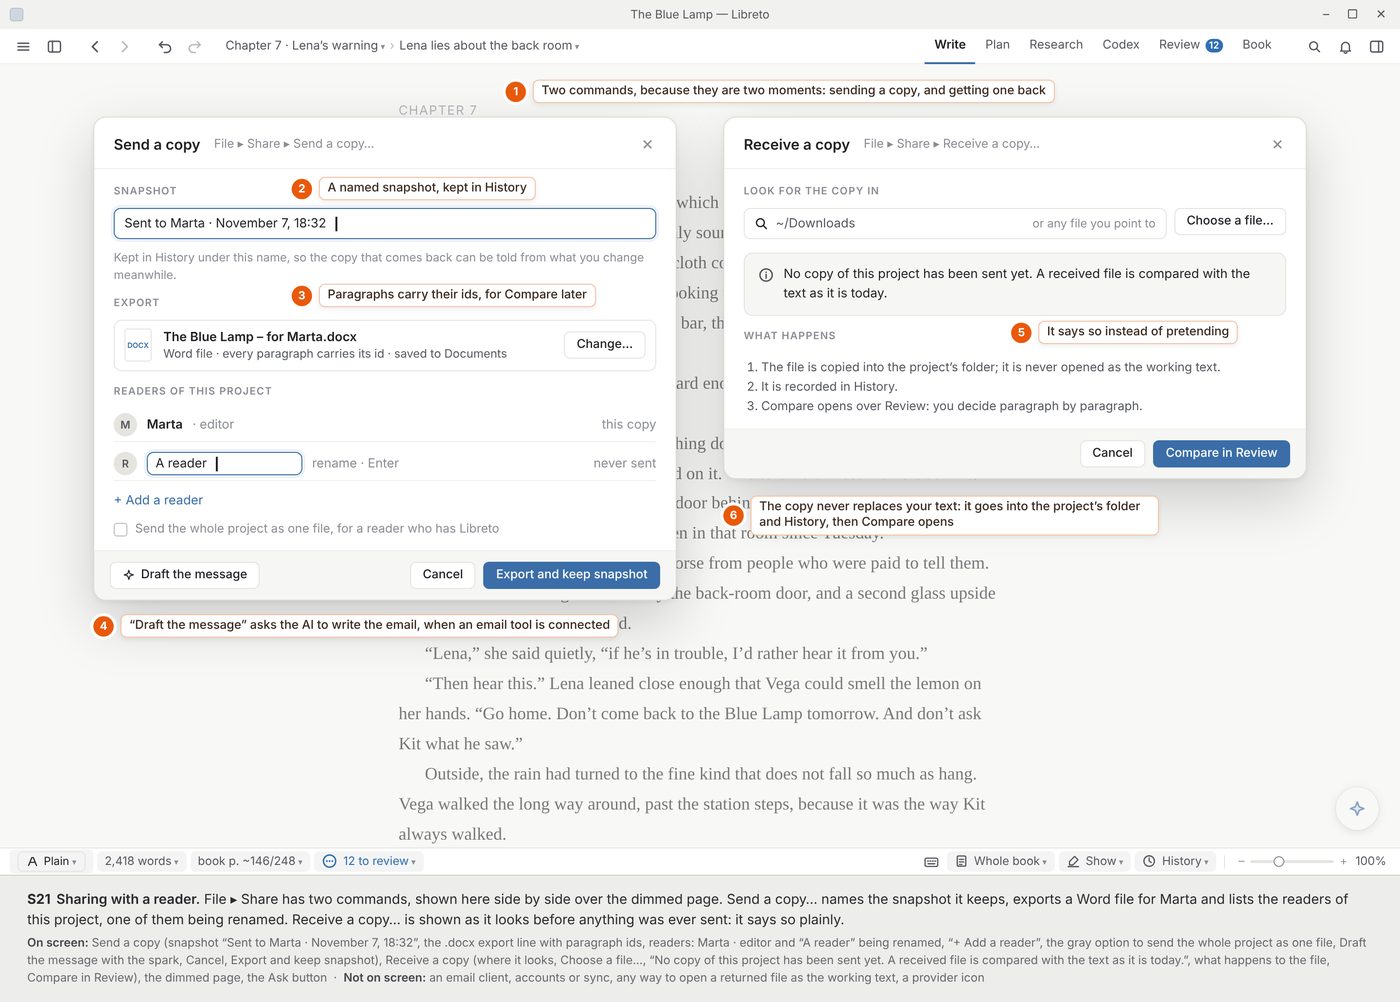 The Blue Lamp — Libreto
Chapter 7 · Lena’s warning ▾ › Lena lies about the back room ▾
Write Plan Research Codex Review 12 Book
1 Two commands, because they are two moments: sending a copy, and getting one back
CHAPTER 7
Send a copy File ▸ Share ▸ Send a copy… ×
SNAPSHOT
2 A named snapshot, kept in History
Sent to Marta · November 7, 18:32
Kept in History under this name, so the copy that comes back can be told from what you change
meanwhile.
3 Paragraphs carry their ids, for Compare later
EXPORT
DOCX
The Blue Lamp – for Marta.docx
Word file · every paragraph carries its id · saved to Documents
Change…
READERS OF THIS PROJECT
M Marta · editor this copy
R A reader rename · Enter never sent
+ Add a reader
Send the whole project as one file, for a reader who has Libreto
Draft the message Cancel Export and keep snapshot
4 “Draft the message” asks the AI to write the email, when an email tool is connected
Receive a copy File ▸ Share ▸ Receive a copy… ×
LOOK FOR THE COPY IN
~/Downloads or any file you point to Choose a file…
No copy of this project has been sent yet. A received file is compared with the
text as it is today.
WHAT HAPPENS
5 It says so instead of pretending
1. The file is copied into the project’s folder; it is never opened as the working text.
2. It is recorded in History.
3. Compare opens over Review: you decide paragraph by paragraph.
Cancel Compare in Review
6 The copy never replaces your text: it goes into the project’s folder
and History, then Compare opens
which
cloth
bar,
on it.
door
en in that room since Tuesday.
orse from people who were paid to tell them.
the back-room door, and a second glass upside
d.
“Lena,” she said quietly, “if he’s in trouble, I’d rather hear it from you.”
“Then hear this.” Lena leaned close enough that Vega could smell the lemon on
her hands. “Go home. Don’t come back to the Blue Lamp tomorrow. And don’t ask
Kit what he saw.”
Outside, the rain had turned to the fine kind that does not fall so much as hang.
Vega walked the long way around, past the station steps, because it was the way Kit
always walked.
A Plain ▾ 2,418 words ▾ book p. ~146/248 ▾ 12 to review ▾ Whole book ▾ Show ▾ History ▾ − + 100%
S21 Sharing with a reader. File ▸ Share has two commands, shown here side by side over the dimmed page. Send a copy… names the snapshot it keeps, exports a Word file for Marta and lists the readers of
this project, one of them being renamed. Receive a copy… is shown as it looks before anything was ever sent: it says so plainly.
On screen: Send a copy (snapshot “Sent to Marta · November 7, 18:32”, the .docx export line with paragraph ids, readers: Marta · editor and “A reader” being renamed, “+ Add a reader”, the gray option to send the whole project as one file, Draft
the message with the spark, Cancel, Export and keep snapshot), Receive a copy (where it looks, Choose a file…, “No copy of this project has been sent yet. A received file is compared with the text as it is today.”, what happens to the file,
Compare in Review), the dimmed page, the Ask button · Not on screen: an email client, accounts or sync, any way to open a returned file as the working text, a provider icon